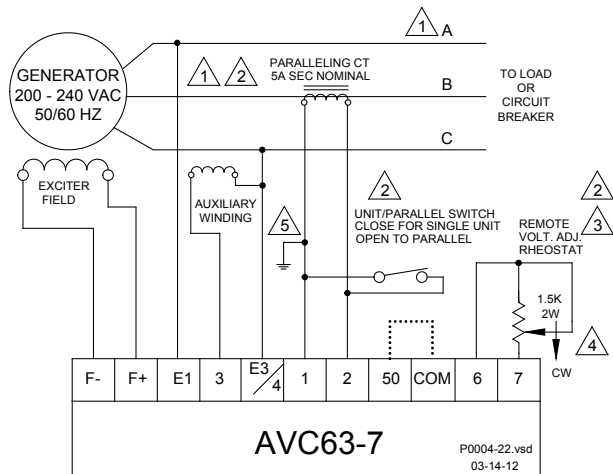 1 A
GENERATOR
200 - 240 VAC
50/60 HZ
1 2
PARALLELING CT
5A SEC NOMINAL
B
TO LOAD
OR
CIRCUIT
BREAKER
C
EXCITER
FIELD
AUXILIARY
WINDING
5
2
UNIT/PARALLEL SWITCH
CLOSE FOR SINGLE UNIT
OPEN TO PARALLEL
2
3
REMOTE
VOLT. ADJ.
RHEOSTAT
1.5K
2W
4
CW
F- F+ E1 3 E3/4 1 2 50 COM 6 7
AVC63-7
P0004-22.vsd
03-14-12